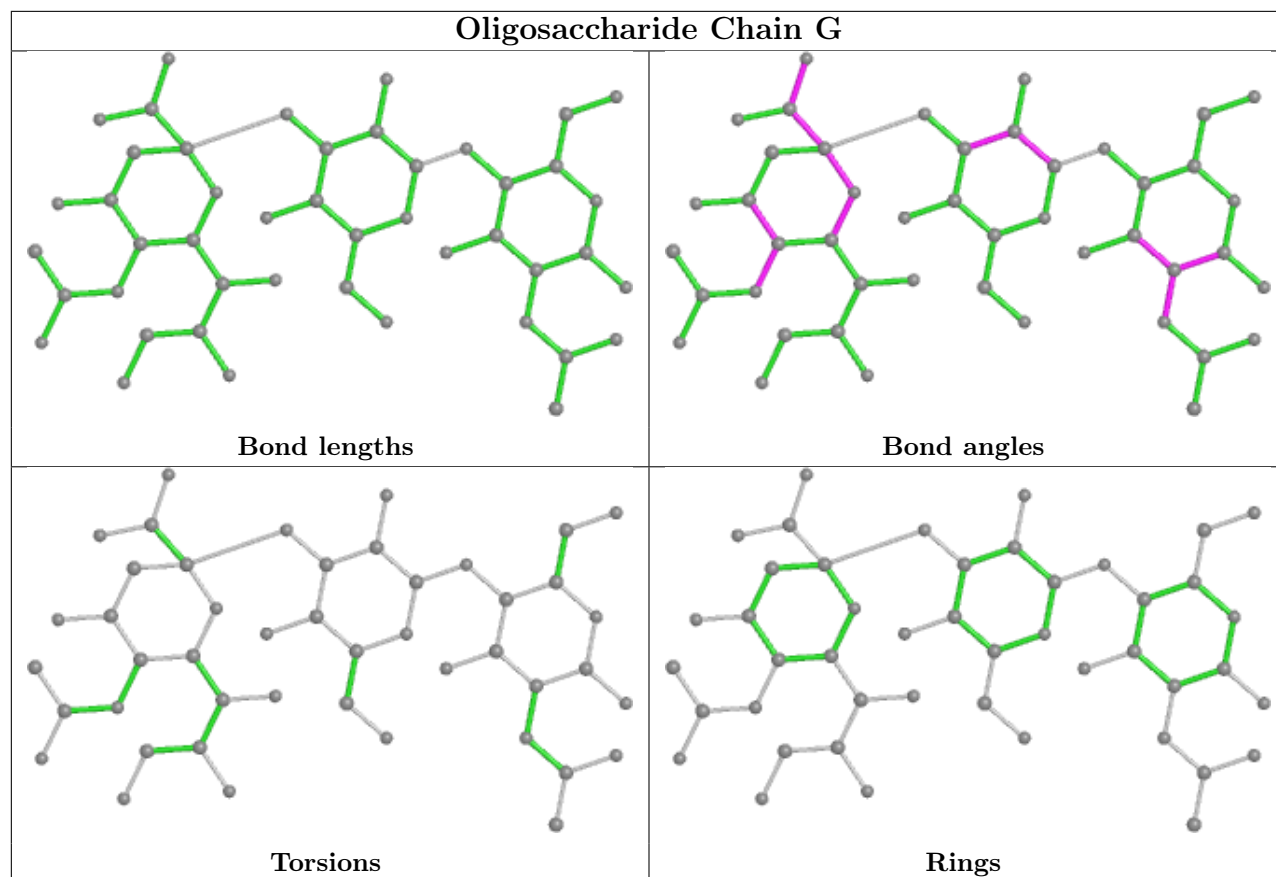 Oligosaccharide Chain G
Bond lengths
Bond angles
Torsions
Rings